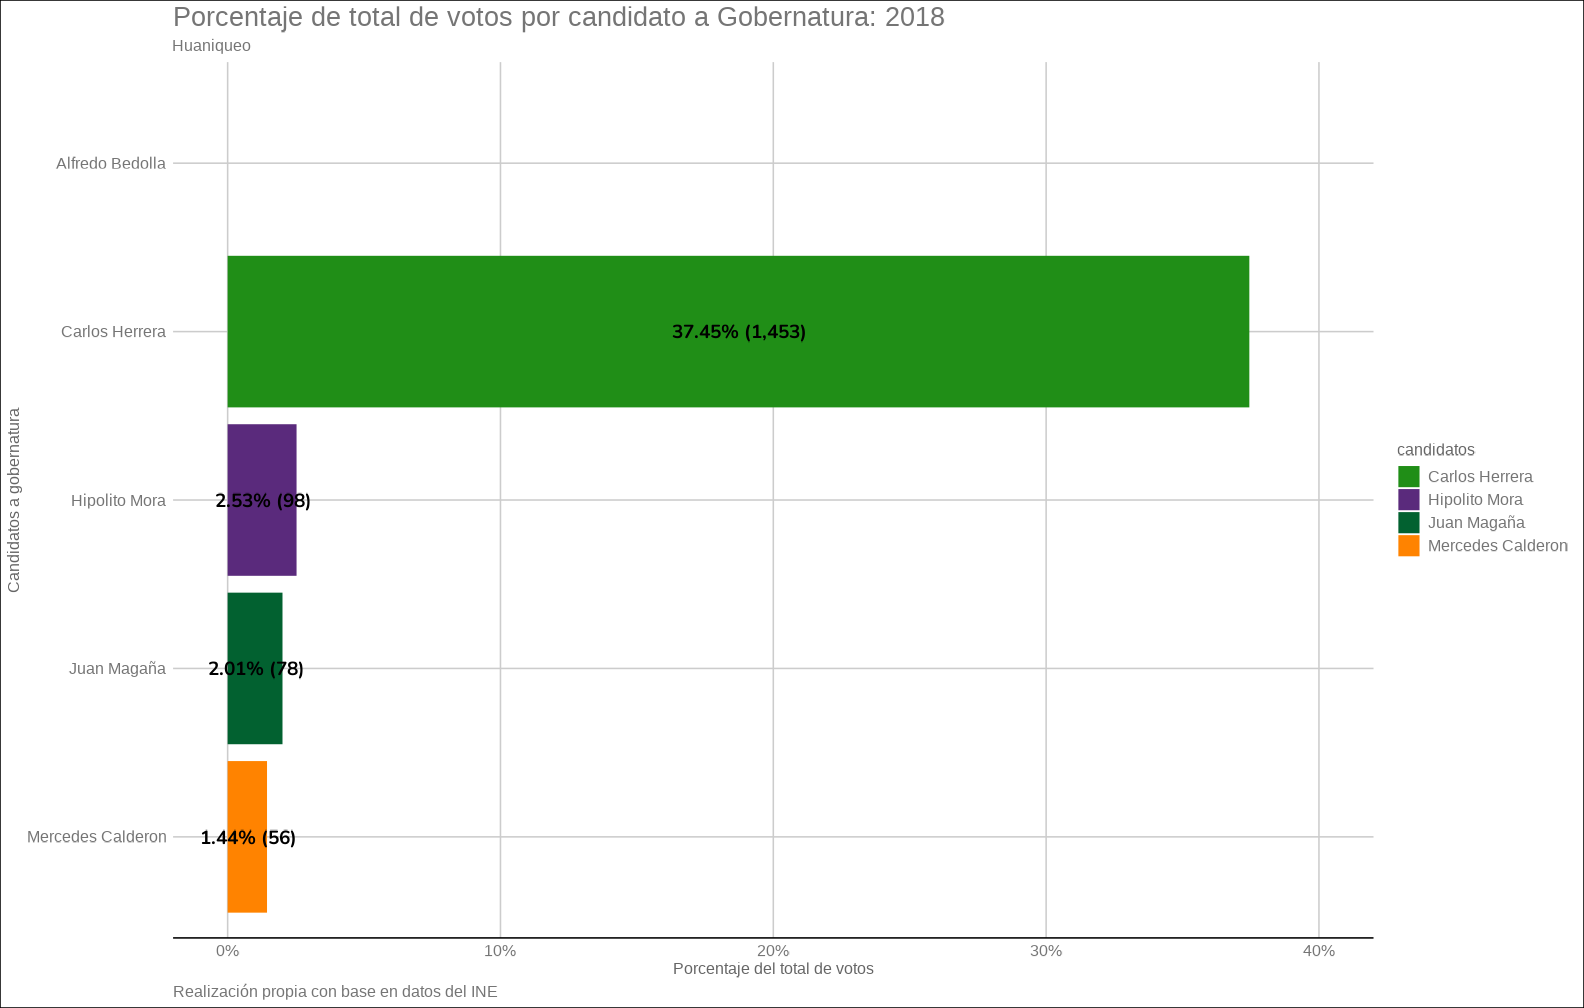 Porcentaje de total de votos por candidato a Gobernatura: 2018
Huaniqueo
Candidatos a gobernatura
Alfredo Bedolla
Carlos Herrera
37.45% (1,453)
Hipolito Mora
2.53% (98)
Juan Magaña
2.01% (78)
Mercedes Calderon
1.44% (56)
0% 10% 20% 30% 40%
Porcentaje del total de votos
Realización propia con base en datos del INE
candidatos
Carlos Herrera
Hipolito Mora
Juan Magaña
Mercedes Calderon